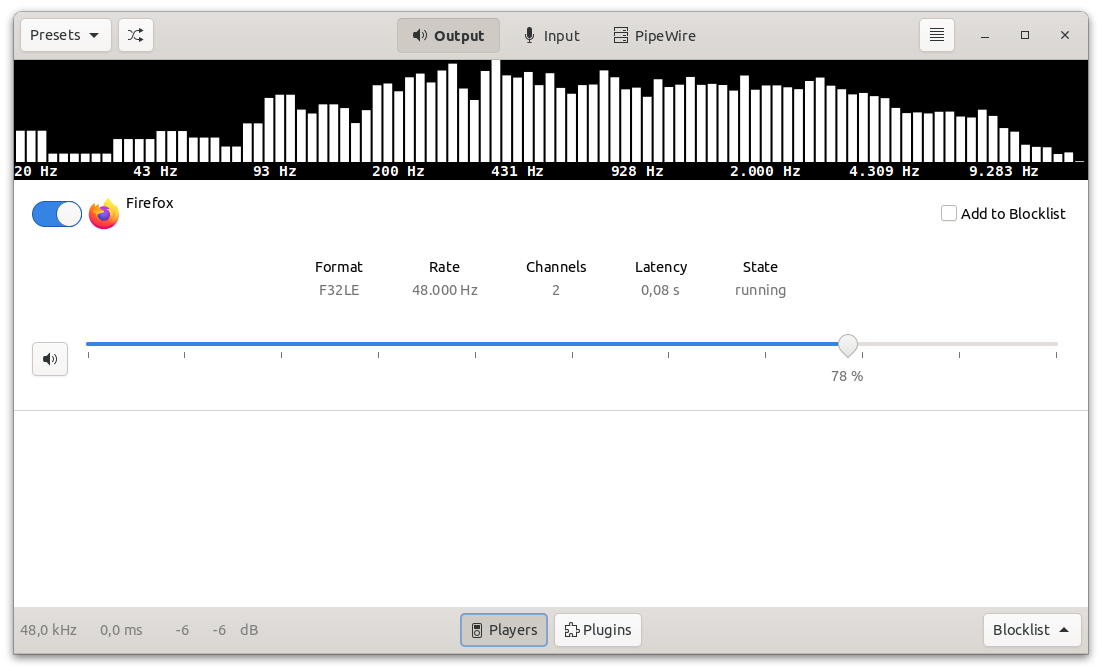 Presets Output Input PipeWire
20 Hz 43 Hz 93 Hz 200 Hz 431 Hz 928 Hz 2.000 Hz 4.309 Hz 9.283 Hz
Firefox
Add to Blocklist
Format Rate Channels Latency State
F32LE 48.000 Hz 2 0,08 s running
78 %
48,0 kHz 0,0 ms -6 -6 dB Players Plugins Blocklist